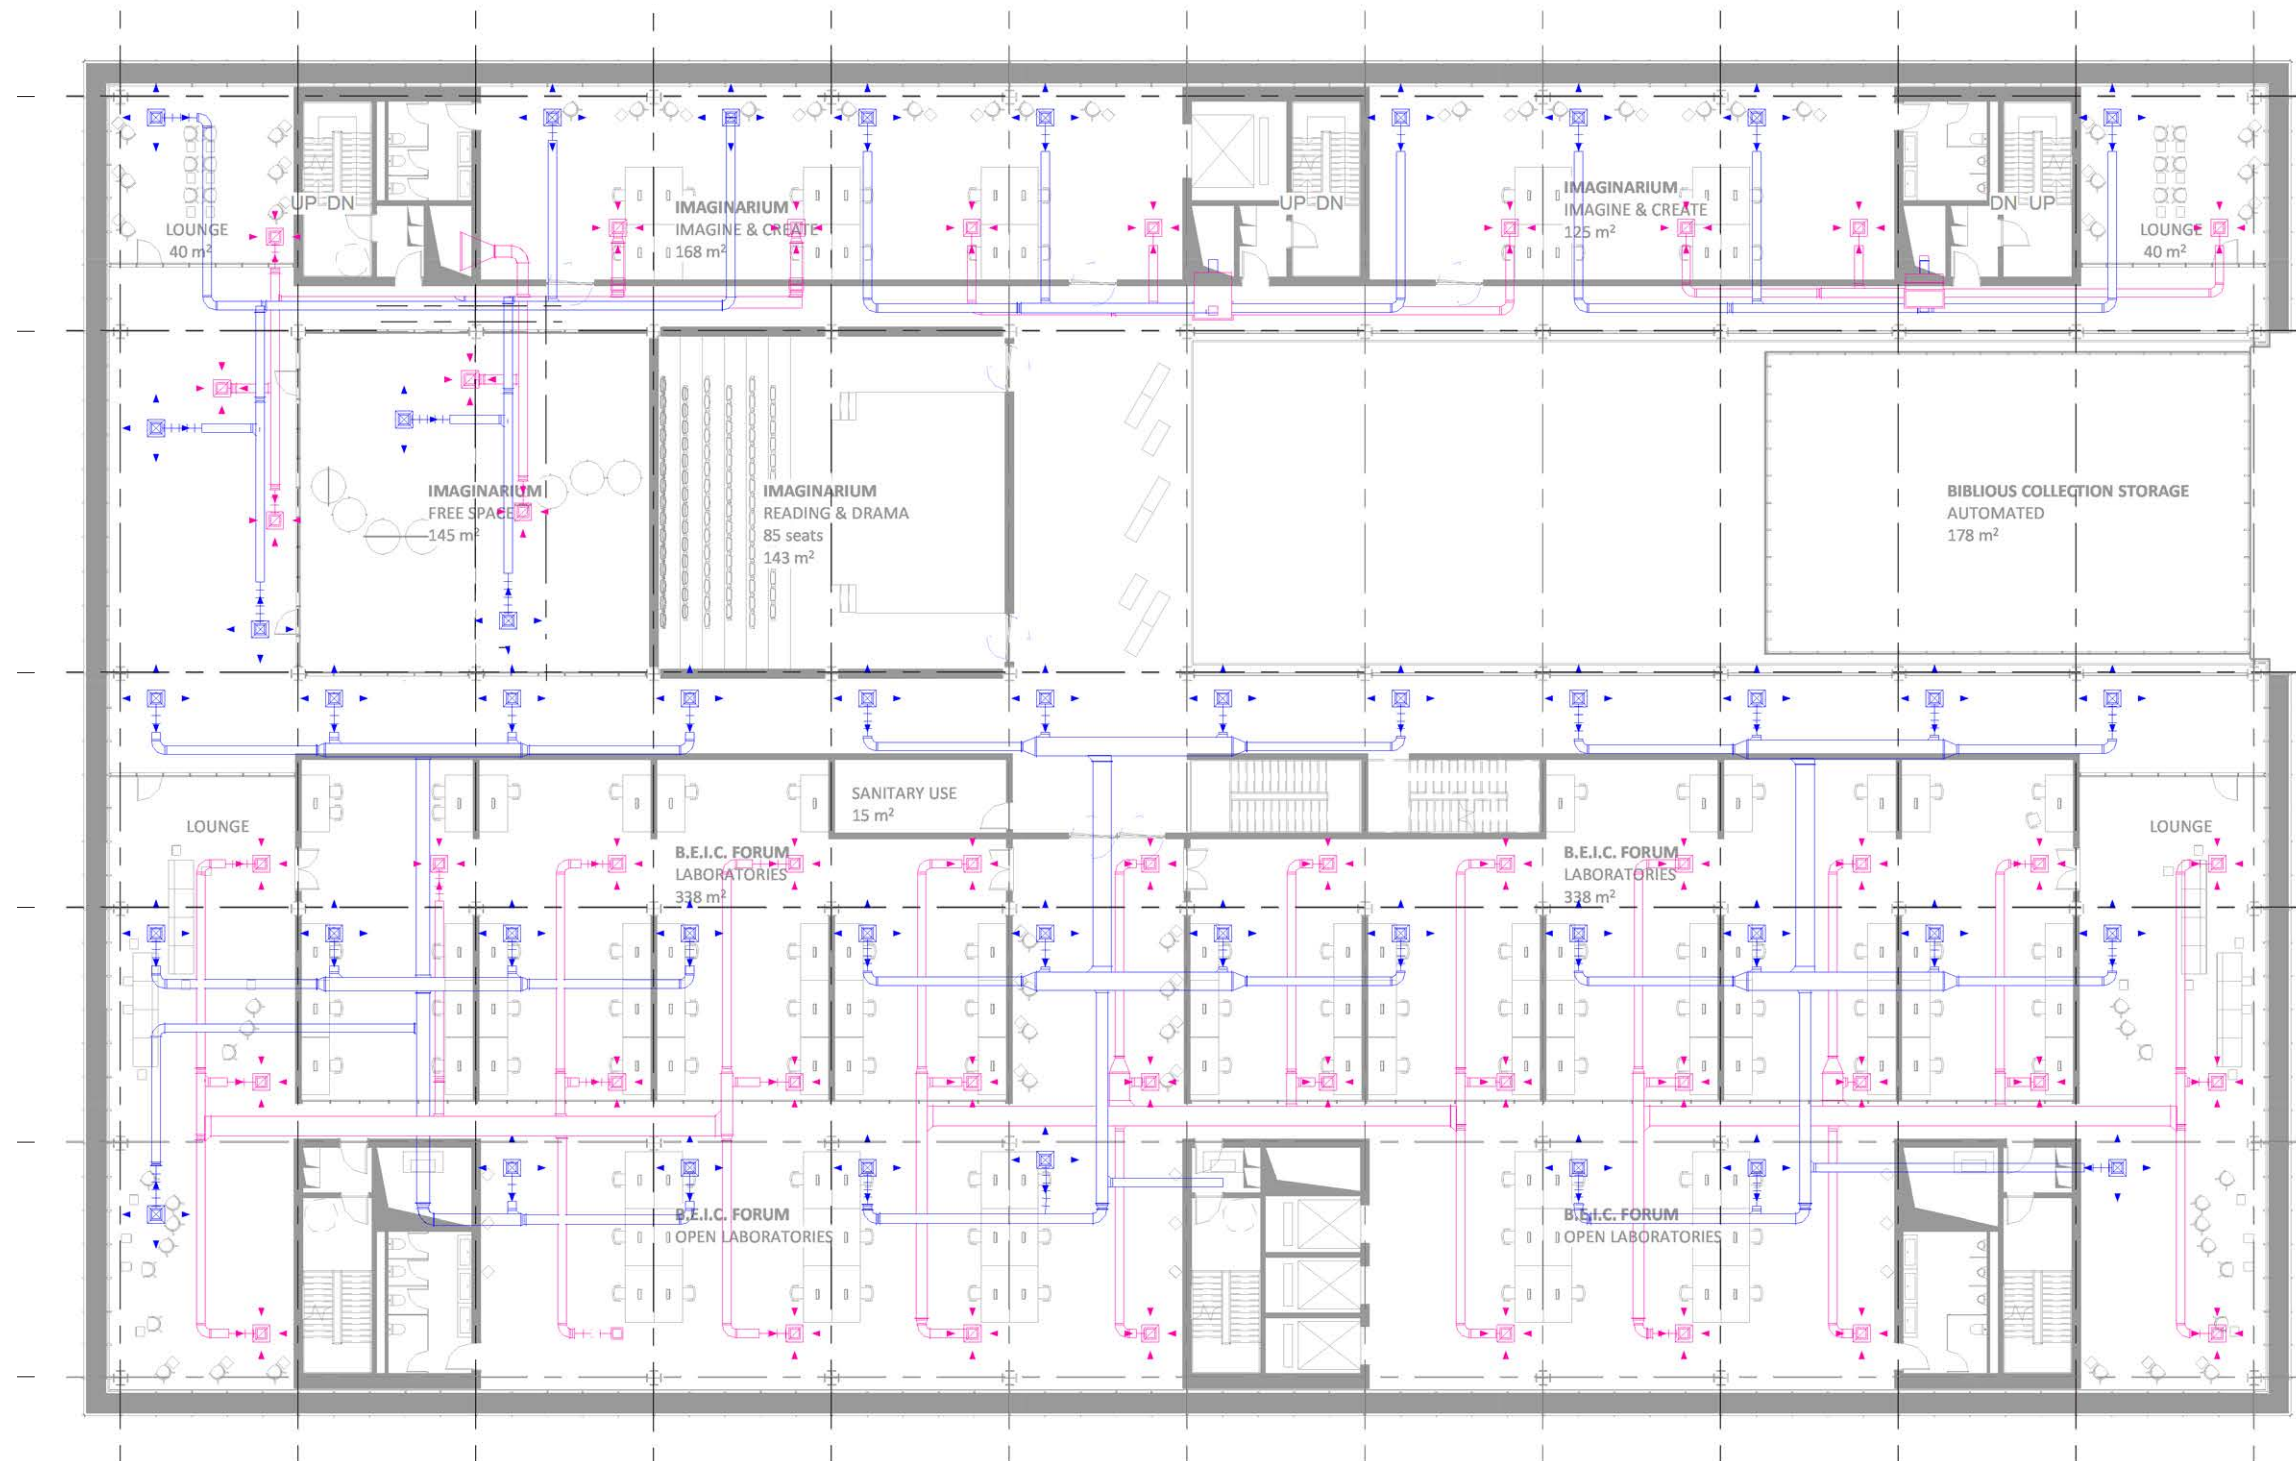 UP DN
LOUNGE
40 m²
IMAGINARIUM
IMAGINE & CREATE
168 m²
UP DN
IMAGINARIUM
IMAGINE & CREATE
125 m²
DN UP
LOUNGE
40 m²
IMAGINARIUM
FREE SPACE
145 m²
IMAGINARIUM
READING & DRAMA
85 seats
143 m²
BIBLIOUS COLLECTION STORAGE
AUTOMATED
178 m²
LOUNGE
SANITARY USE
15 m²
B.E.I.C. FORUM
LABORATORIES
338 m²
B.E.I.C. FORUM
LABORATORIES
338 m²
LOUNGE
B.E.I.C. FORUM
OPEN LABORATORIES
B.E.I.C. FORUM
OPEN LABORATORIES